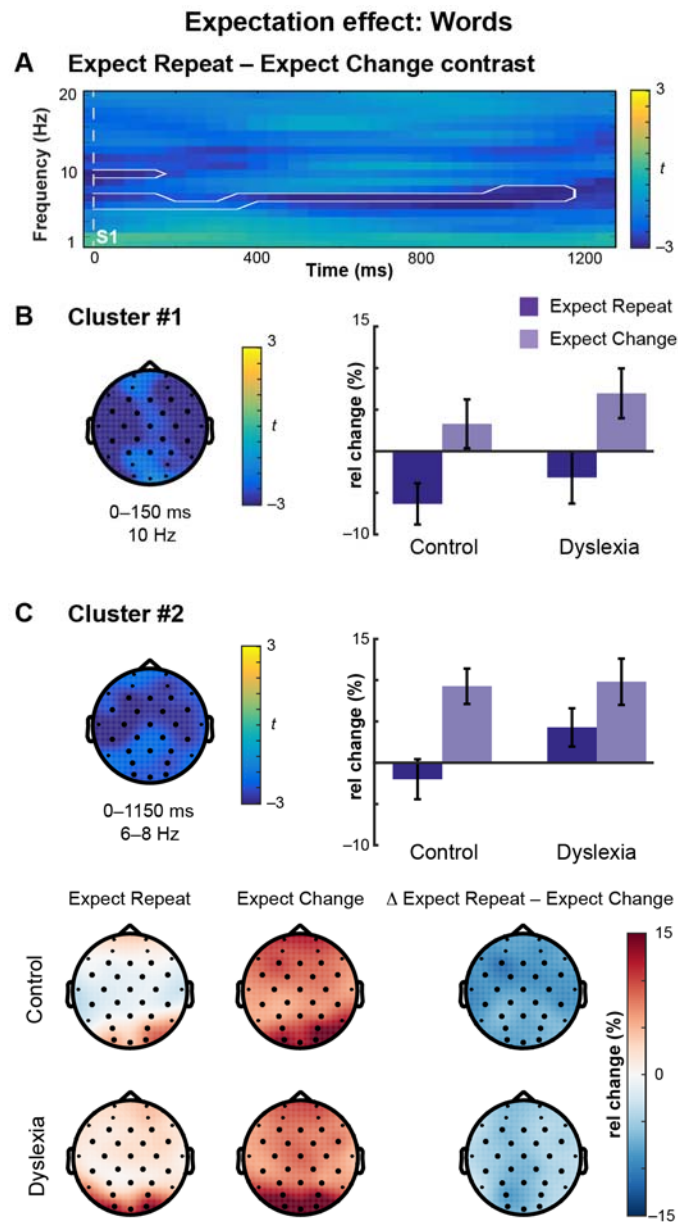 Expectation effect: Words
A Expect Repeat – Expect Change contrast
Frequency (Hz)
20
10
1
S1
0 400 800 1200
Time (ms)
3
t
–3
B Cluster #1
3
t
–3
0–150 ms
10 Hz
Expect Repeat
Expect Change
rel change (%)
15
–10
Control Dyslexia
C Cluster #2
3
t
–3
0–1150 ms
6–8 Hz
rel change (%)
15
–10
Control Dyslexia
Expect Repeat Expect Change Δ Expect Repeat – Expect Change
Control
Dyslexia
15
0
–15
rel change (%)